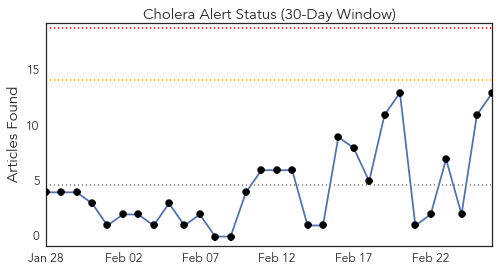 Cholera Alert Status (30-Day Window)
Articles Found
15
10
5
0
Jan 28 Feb 02 Feb 07 Feb 12 Feb 17 Feb 22